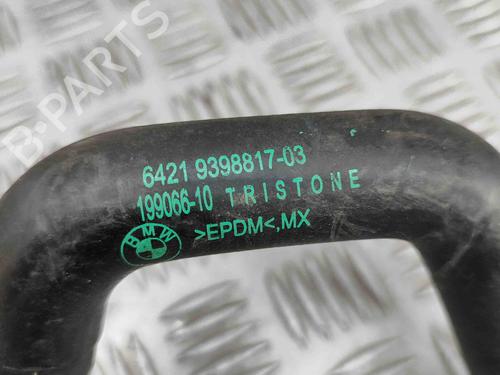 B-PARTS
6421 9398817-03
199066-10 TRISTONE
BMW >EPDM<,MX